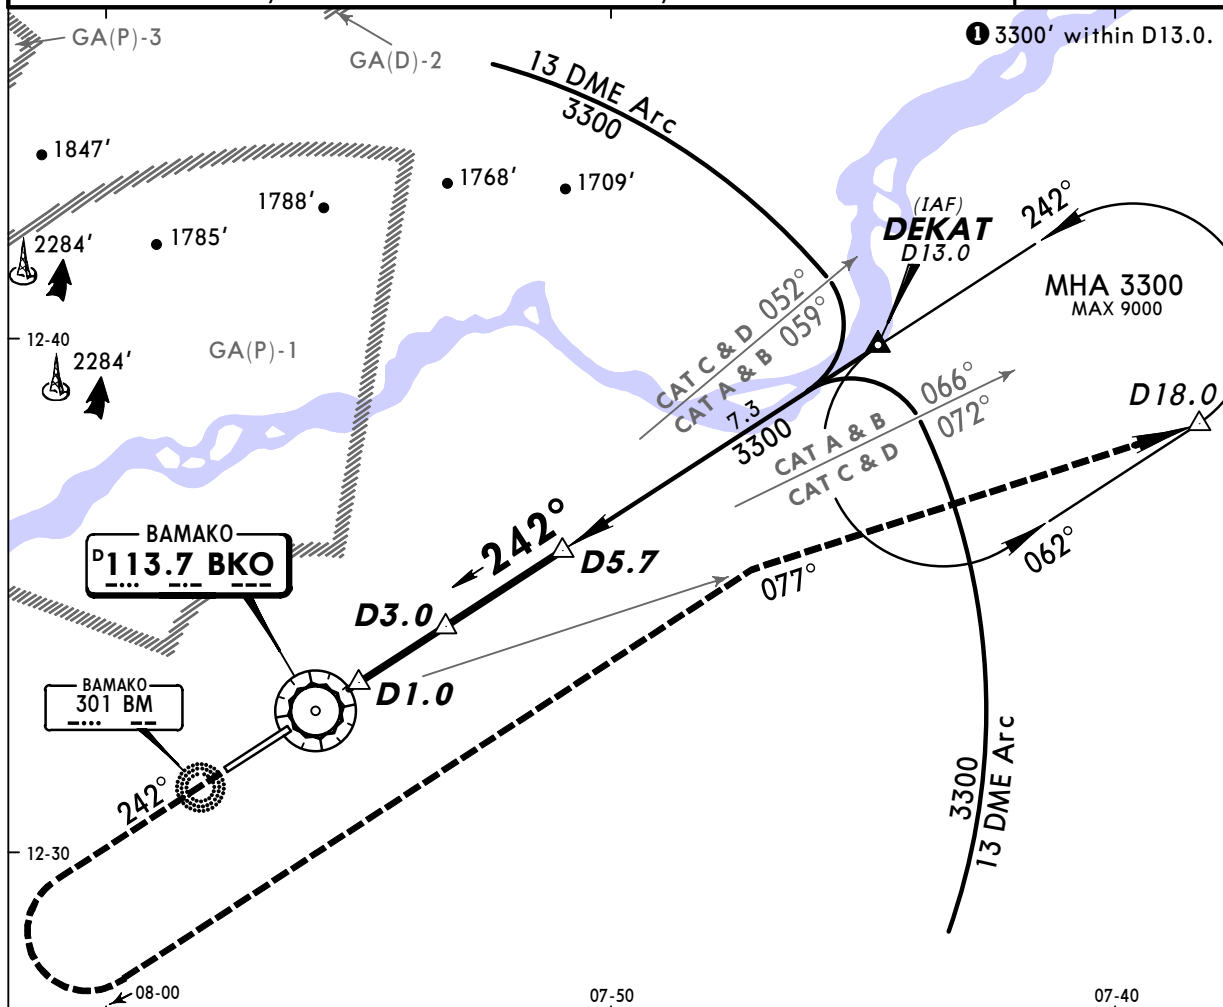 ❶ 3300' within D13.0.
GA(P)-3
GA(D)-2
13 DME Arc
3300
1847'
1768'
1709'
1788'
1785'
2284'
2284'
GA(P)-1
12-40
(IAF)
DEKAT
D13.0
242°
MHA 3300
MAX 9000
CAT C & D 052°
CAT A & B 059°
CAT A & B 066°
CAT C & D 072°
7.3
3300
D18.0
242°
D5.7
D3.0
D1.0
077°
062°
BAMAKO
D113.7 BKO
BAMAKO
301 BM
242°
3300
13 DME Arc
12-30
08-00
07-50
07-40